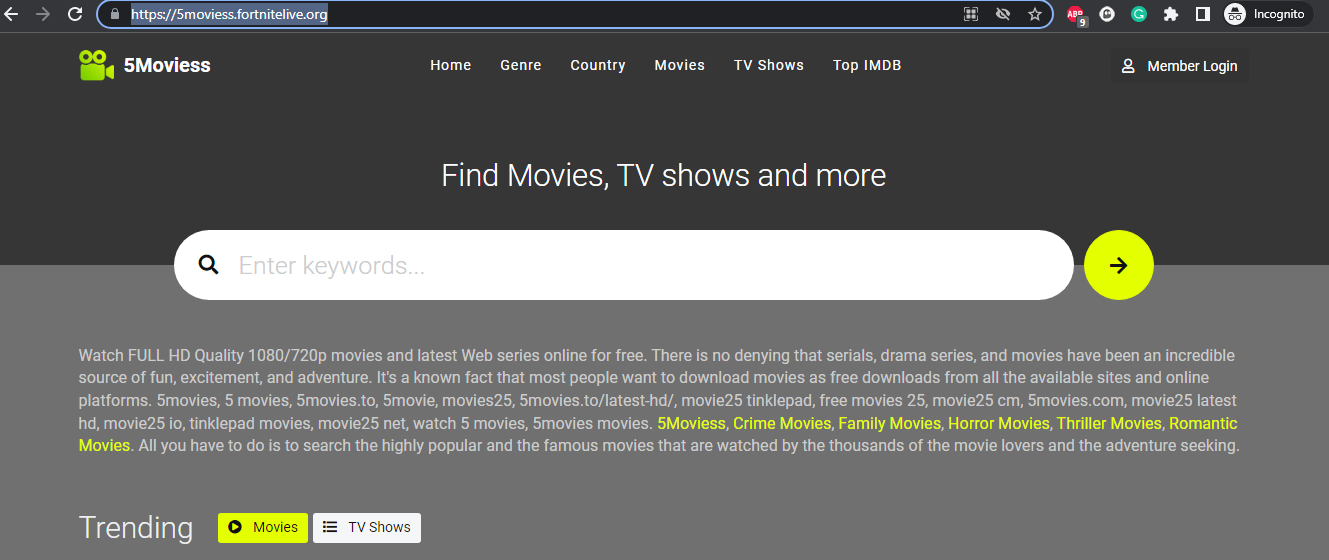 https://5moviess.fortnitelive.org
ABP
9
Incognito
5Moviess
Home Genre Country Movies TV Shows Top IMDB
Member Login
Find Movies, TV shows and more
Enter keywords...
Watch FULL HD Quality 1080/720p movies and latest Web series online for free. There is no denying that serials, drama series, and movies have been an incredible
source of fun, excitement, and adventure. It's a known fact that most people want to download movies as free downloads from all the available sites and online
platforms. 5movies, 5 movies, 5movies.to, 5movie, movies25, 5movies.to/latest-hd/, movie25 tinklepad, free movies 25, movie25 cm, 5movies.com, movie25 latest
hd, movie25 io, tinklepad movies, movie25 net, watch 5 movies, 5movies movies. 5Moviess, Crime Movies, Family Movies, Horror Movies, Thriller Movies, Romantic
Movies. All you have to do is to search the highly popular and the famous movies that are watched by the thousands of the movie lovers and the adventure seeking.
Trending
Movies
TV Shows